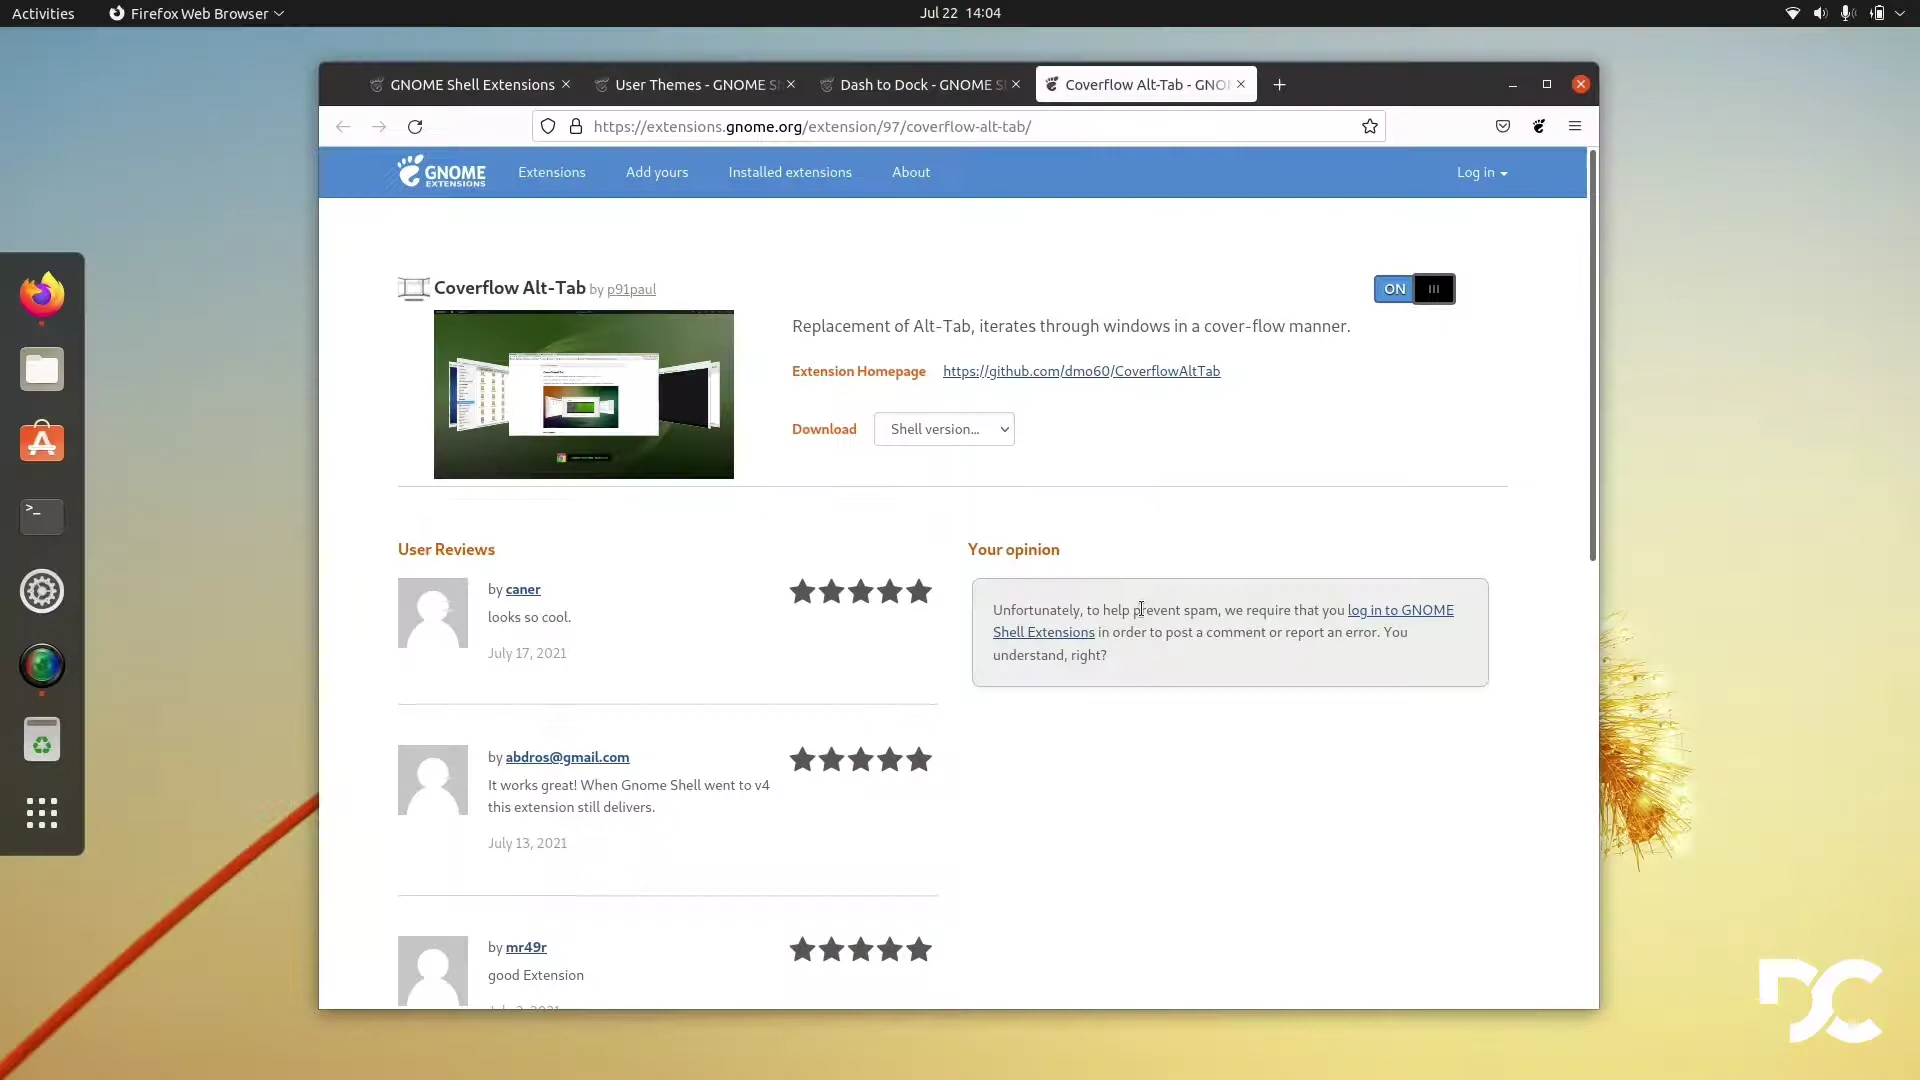 Activities
Firefox Web Browser
Jul 22 14:04
GNOME Shell Extensions
User Themes - GNOME S
Dash to Dock - GNOME S
Coverflow Alt-Tab - GNO
https://extensions.gnome.org/extension/97/coverflow-alt-tab/
GNOME
EXTENSIONS
Extensions
Add yours
Installed extensions
About
Log in
Coverflow Alt-Tab by p91paul
ON
Replacement of Alt-Tab, iterates through windows in a cover-flow manner.
Extension Homepage https://github.com/dmo60/CoverflowAltTab
Download Shell version...
User Reviews
by caner
looks so cool.
July 17, 2021
by abdros@gmail.com
It works great! When Gnome Shell went to v4
this extension still delivers.
July 13, 2021
by mr49r
good Extension
Your opinion
Unfortunately, to help prevent spam, we require that you log in to GNOME
Shell Extensions in order to post a comment or report an error. You
understand, right?
DC